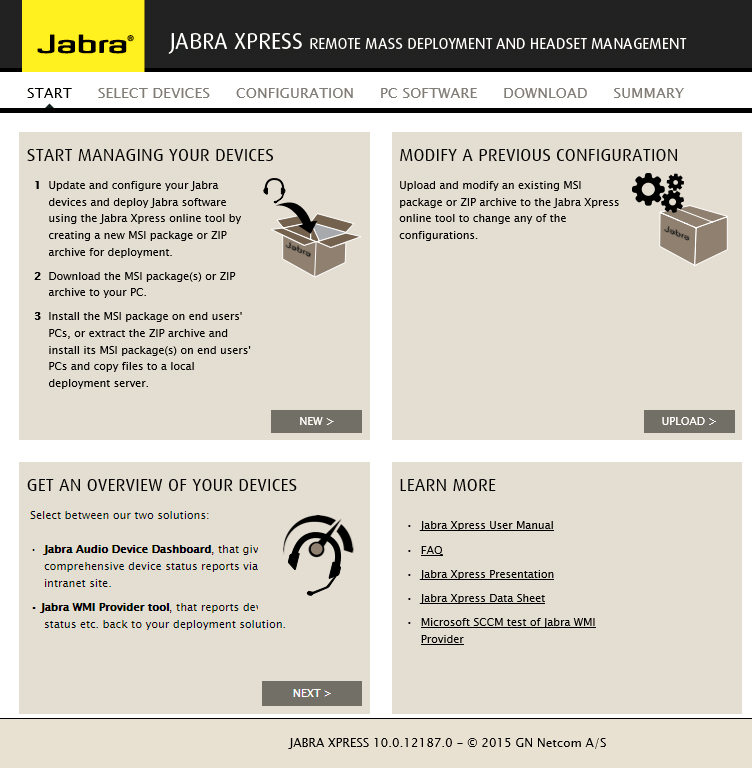 Jabra®
JABRA XPRESS REMOTE MASS DEPLOYMENT AND HEADSET MANAGEMENT
START SELECT DEVICES CONFIGURATION PC SOFTWARE DOWNLOAD SUMMARY
START MANAGING YOUR DEVICES
1 Update and configure your Jabra
devices and deploy Jabra software
using the Jabra Xpress online tool by
creating a new MSI package or ZIP
archive for deployment.
2 Download the MSI package(s) or ZIP
archive to your PC.
3 Install the MSI package on end users'
PCs, or extract the ZIP archive and
install its MSI package(s) on end users'
PCs and copy files to a local
deployment server.
Jabra
NEW >
MODIFY A PREVIOUS CONFIGURATION
Upload and modify an existing MSI
package or ZIP archive to the Jabra Xpress
online tool to change any of the
configurations.
Jabra
UPLOAD >
GET AN OVERVIEW OF YOUR DEVICES
Select between our two solutions:
· Jabra Audio Device Dashboard, that giv
comprehensive device status reports via
intranet site.
• Jabra WMI Provider tool, that reports dev
status etc. back to your deployment solution.
NEXT >
LEARN MORE
· Jabra Xpress User Manual
· FAQ
· Jabra Xpress Presentation
· Jabra Xpress Data Sheet
· Microsoft SCCM test of Jabra WMI
Provider
JABRA XPRESS 10.0.12187.0 - © 2015 GN Netcom A/S